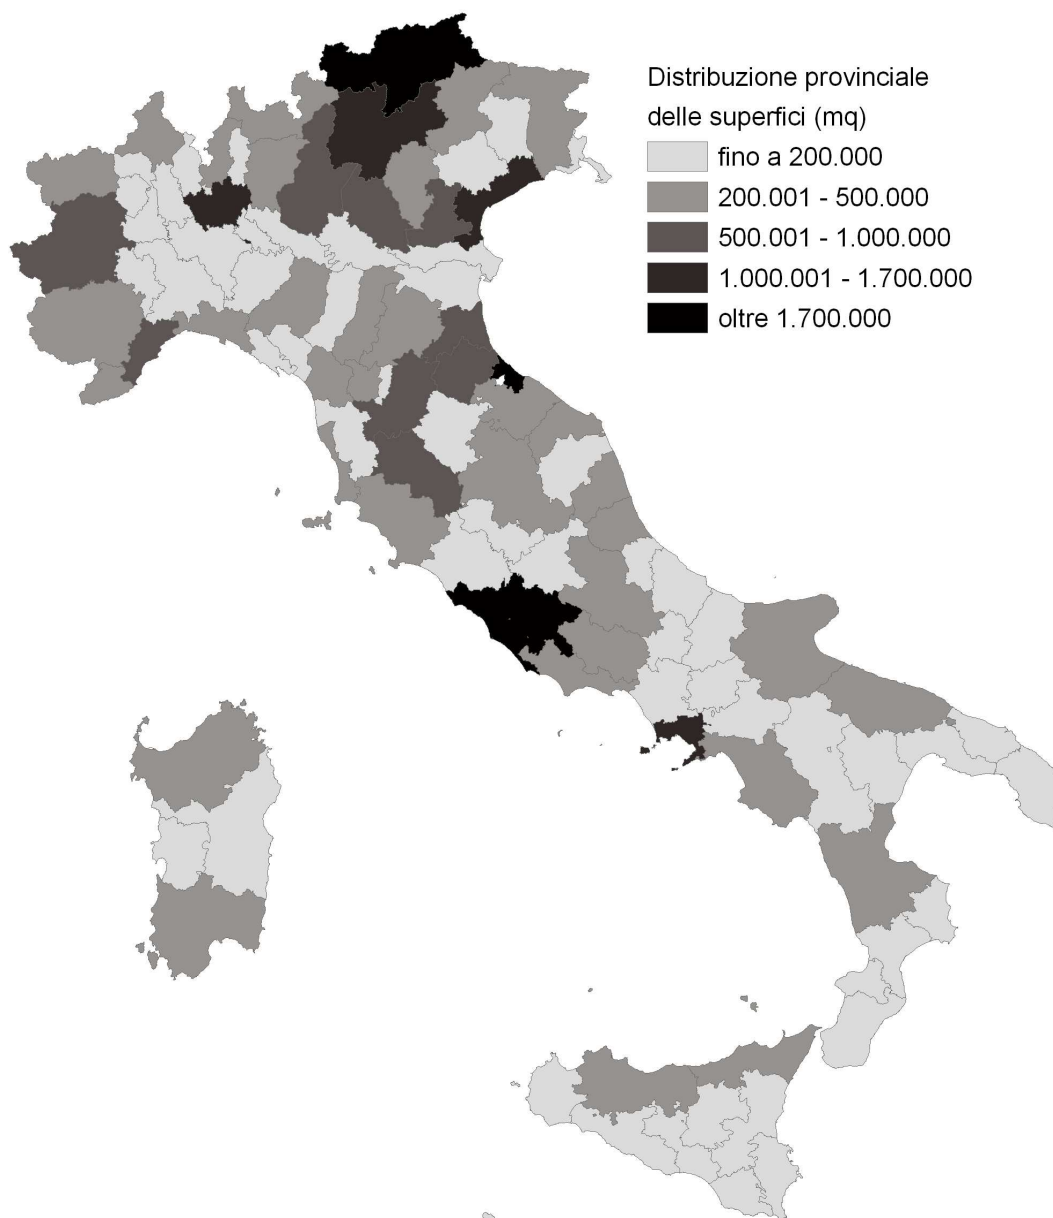 Distribuzione provinciale
delle superfici (mq)
fino a 200.000
200.001 - 500.000
500.001 - 1.000.000
1.000.001 - 1.700.000
oltre 1.700.000